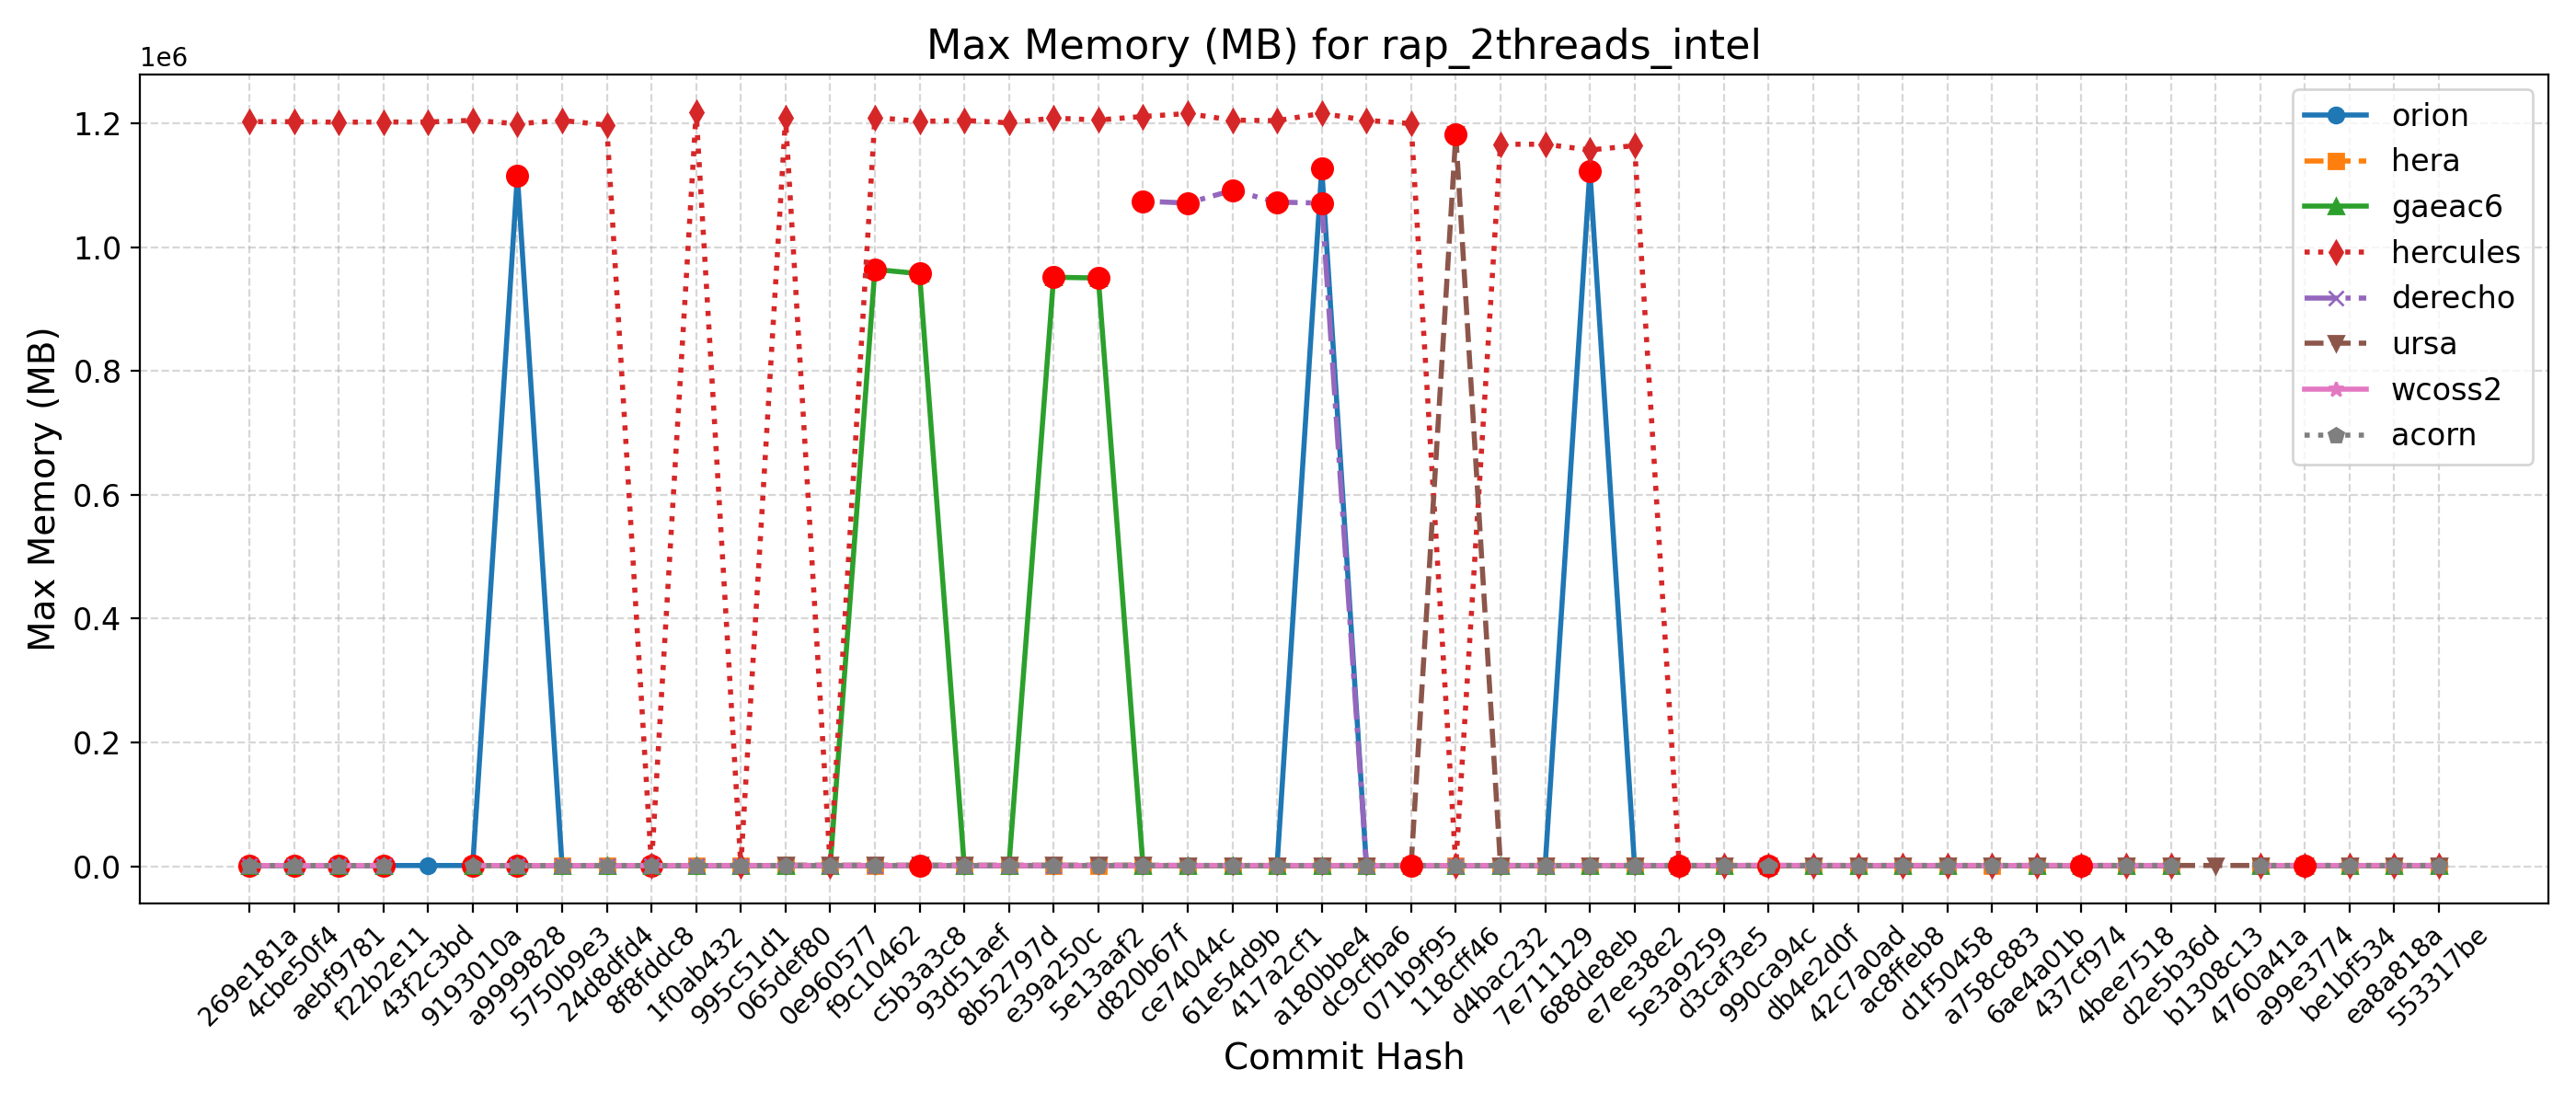 Max Memory (MB) for rap_2threads_intel
1e6
1.2
1.0
0.8
0.6
0.4
0.2
0.0
Max Memory (MB)
orion
hera
gaeac6
hercules
derecho
ursa
wcoss2
acorn
269e181a
4cbe50f4
aebf9781
f22b2e11
43f2c3bd
9193010a
a9999828
5750b9e3
24d8dfd4
8f8fddc8
1f0ab432
995c51d1
065def80
0e960577
f9c10462
c5b3a3c8
93d51aef
8b52797d
e39a250c
5e13aaf2
d820b67f
ce74044c
61e54d9b
417a2cf1
a180bbe4
dc9cfba6
071b9f95
118cff46
d4bac232
7e711129
688de8eb
e7ee38e2
5e3a9259
d3caf3e5
990ca94c
db4e2d0f
42c7a0ad
ac8ffeb8
d1f50458
a758c883
6ae4a01b
437cf974
4bee7518
d2e5b36d
b1308c13
4760a41a
a99e3774
be1bf534
ea8a818a
553317be
Commit Hash